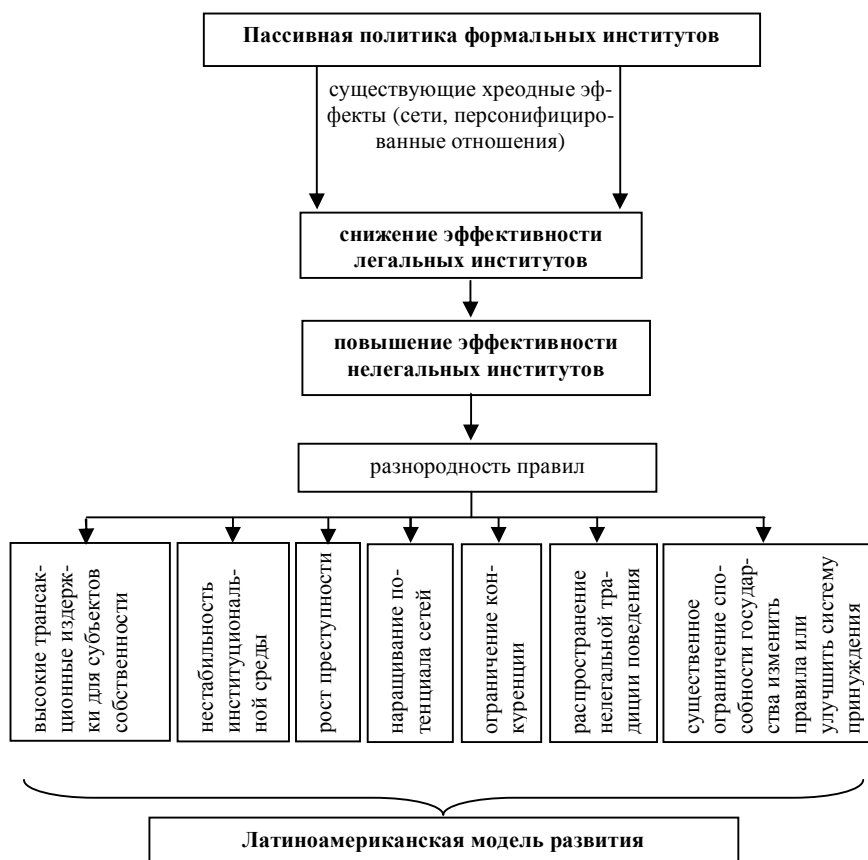 Пассивная политика формальных институтов
существующие хреодные эф-
фекты (сети, персонифициро-
ванные отношения)
снижение эффективности
легальных институтов
повышение эффективности
нелегальных институтов
разнородность правил
высокие трансак-
ционные издерж-
ки для субъектов
собственности
нестабильность
институциональ-
ной среды
рост преступности
наращивание по-
тенциала сетей
ограничение кон-
куренции
распространение
нелегальной тра-
диции поведения
существенное
ограничение спо-
собности государ-
ства изменить
правила или
улучшить систему
принуждения
Латиноамериканская модель развития